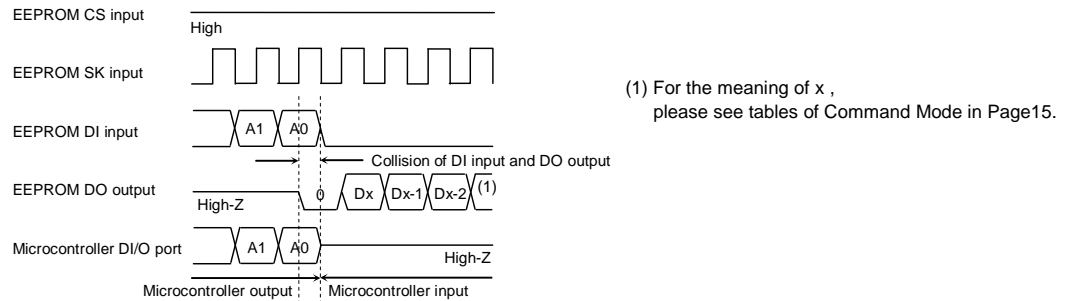 EEPROM CS input
High
EEPROM SK input
(1) For the meaning of x ,
please see tables of Command Mode in Page15.
EEPROM DI input
A1
A0
Collision of DI input and DO output
EEPROM DO output
High-Z
0
Dx
Dx-1
Dx-2
(1)
Microcontroller DI/O port
A1
A0
High-Z
Microcontroller output
Microcontroller input